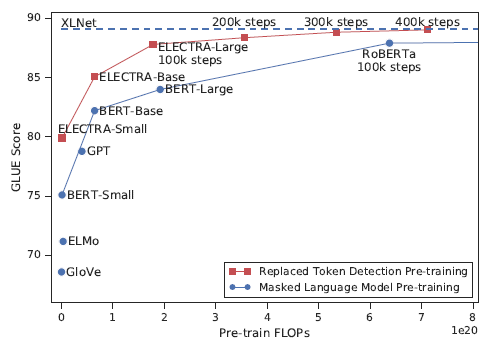 90
85
80
75
70
GLUE Score
XLNet
200k steps
300k steps
400k steps
ELECTRA-Large
100k steps
RoBERTa
100k steps
ELECTRA-Base
BERT-Large
BERT-Base
ELECTRA-Small
GPT
BERT-Small
ELMo
GloVe
Replaced Token Detection Pre-training
Masked Language Model Pre-training
0 1 2 3 4 5 6 7 8
1e20
Pre-train FLOPs